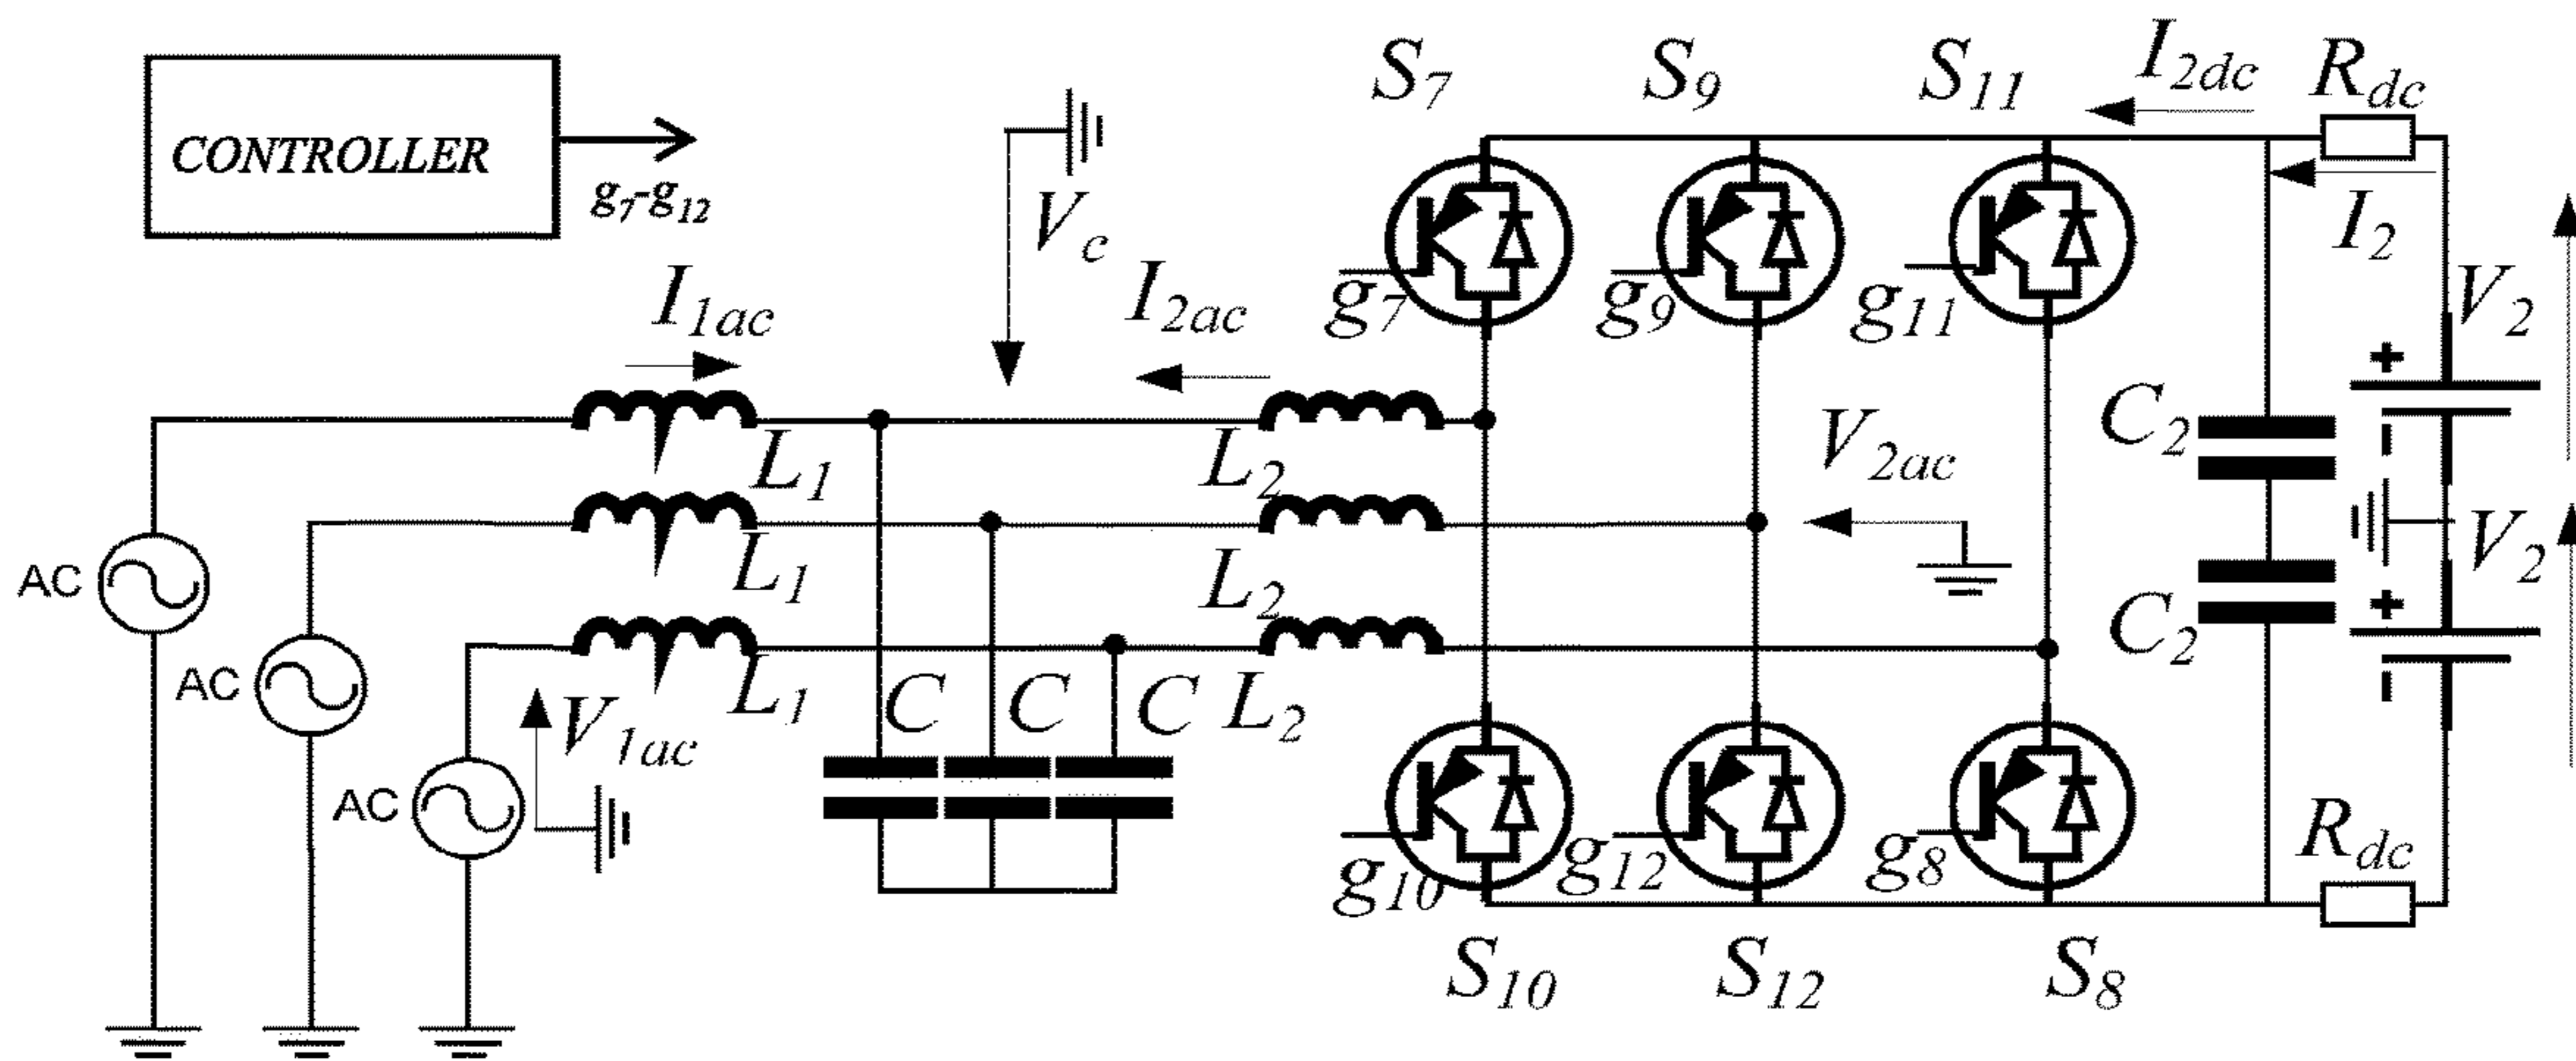 S7 S9 S11 I2dc Rdc
CONTROLLER
g7-g12
Vc
I2
I1ac
I2ac
g7 g9 g11
V2
+
C2
-
L1 L2
V2ac
V2
L1 L2
AC
+
C2
AC
L1 L2
-
V1ac
C C C
AC
Rdc
g10 g12 g8
S10 S12 S8